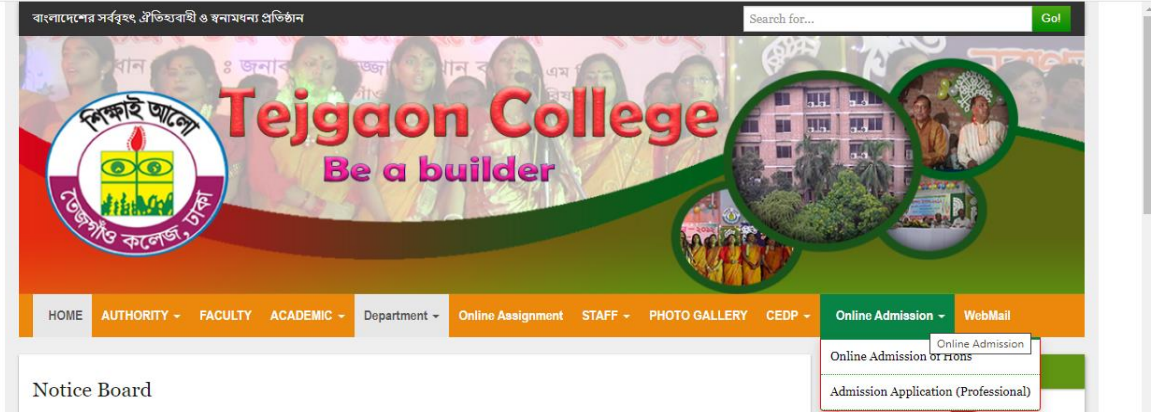 বাংলাদেশের সর্ববৃহৎ ঐতিহ্যবাহী ও স্বনামধন্য প্রতিষ্ঠান
Search for...
Go!
শিক্ষাই আলো
তেজগাঁও কলেজ, ঢাকা
Tejgaon College
Be a builder
HOME AUTHORITY FACULTY ACADEMIC Department Online Assignment STAFF PHOTO GALLERY CEDP Online Admission WebMail
Online Admission
Online Admission of Hons
Admission Application (Professional)
Notice Board